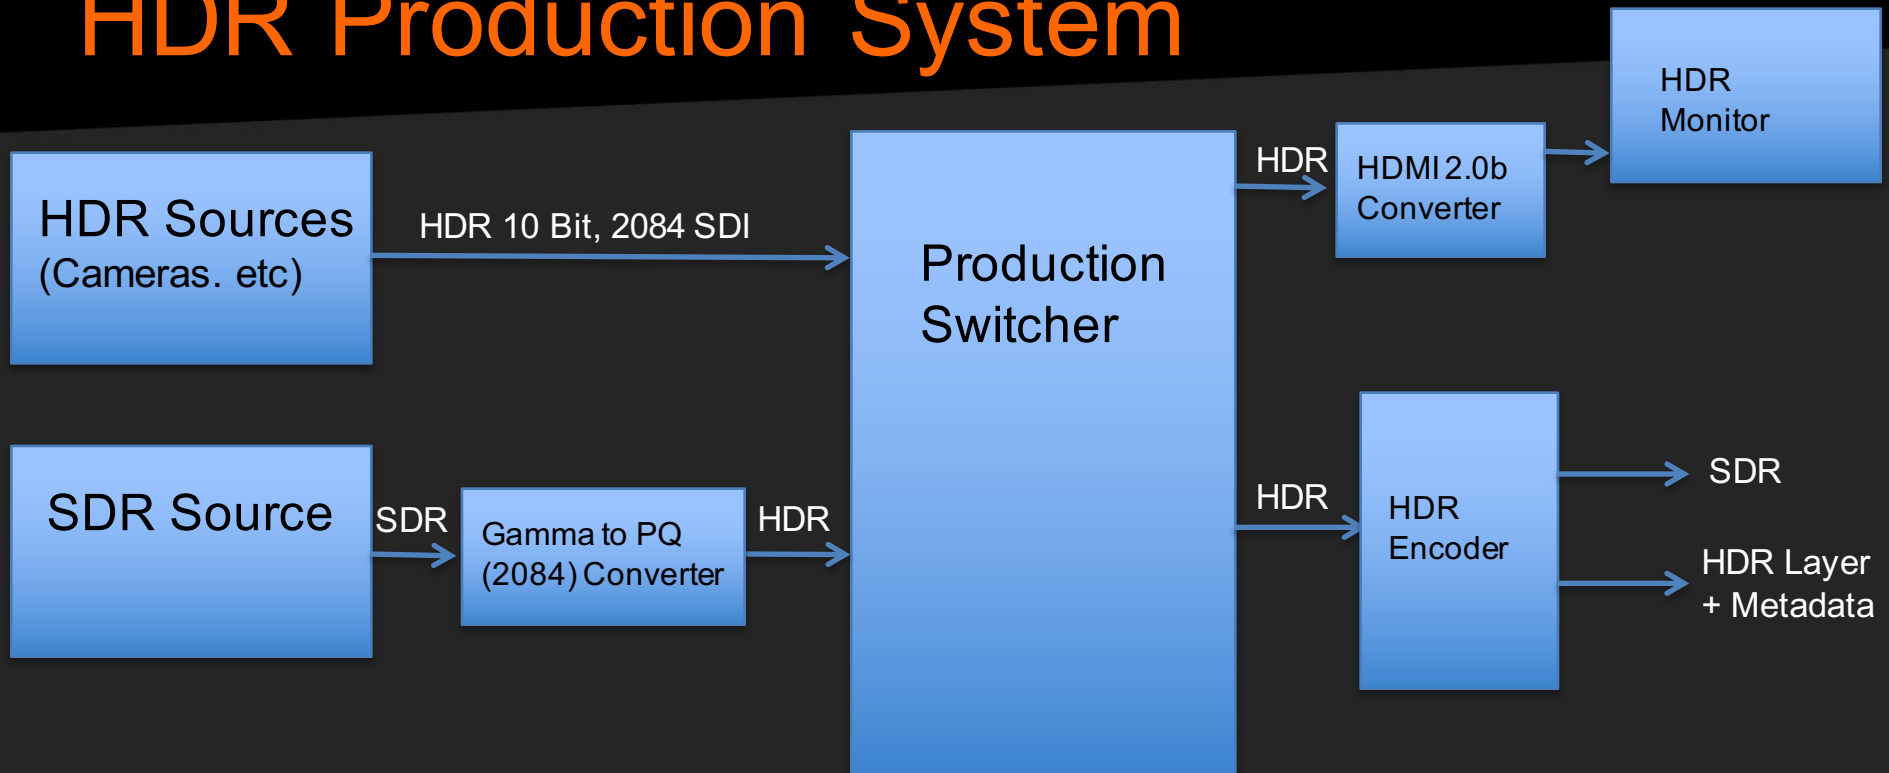 HDR Production System
HDR Sources
(Cameras. etc)
HDR 10 Bit, 2084 SDI
SDR Source
SDR
Gamma to PQ
(2084) Converter
HDR
Production
Switcher
HDR
HDMI 2.0b
Converter
HDR
Monitor
HDR
HDR
Encoder
SDR
HDR Layer
+ Metadata